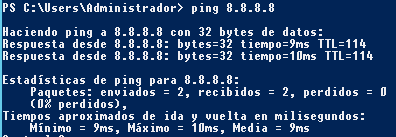 PS C:\Users\Administrador> ping 8.8.8.8
Haciendo ping a 8.8.8.8 con 32 bytes de datos:
Respuesta desde 8.8.8.8: bytes=32 tiempo=9ms TTL=114
Respuesta desde 8.8.8.8: bytes=32 tiempo=10ms TTL=114
Estadísticas de ping para 8.8.8.8:
Paquetes: enviados = 2, recibidos = 2, perdidos = 0
(0% perdidos),
Tiempos aproximados de ida y vuelta en milisegundos:
Mínimo = 9ms, Máximo = 10ms, Media = 9ms